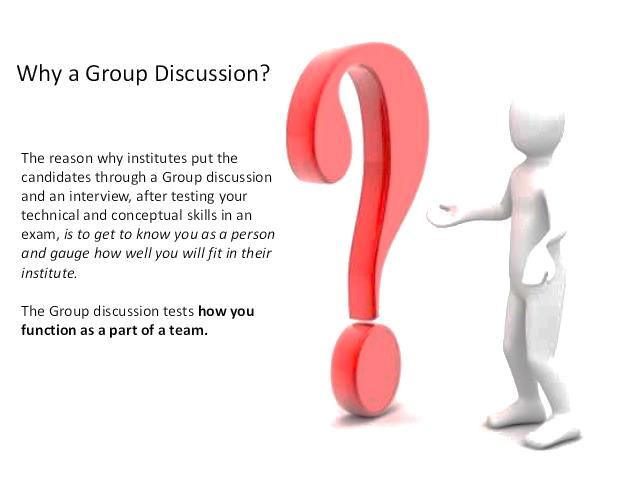 Why a Group Discussion?
The reason why institutes put the
candidates through a Group discussion
and an interview, after testing your
technical and conceptual skills in an
exam, is to get to know you as a person
and gauge how well you will fit in their
institute.
The Group discussion tests how you
function as a part of a team.